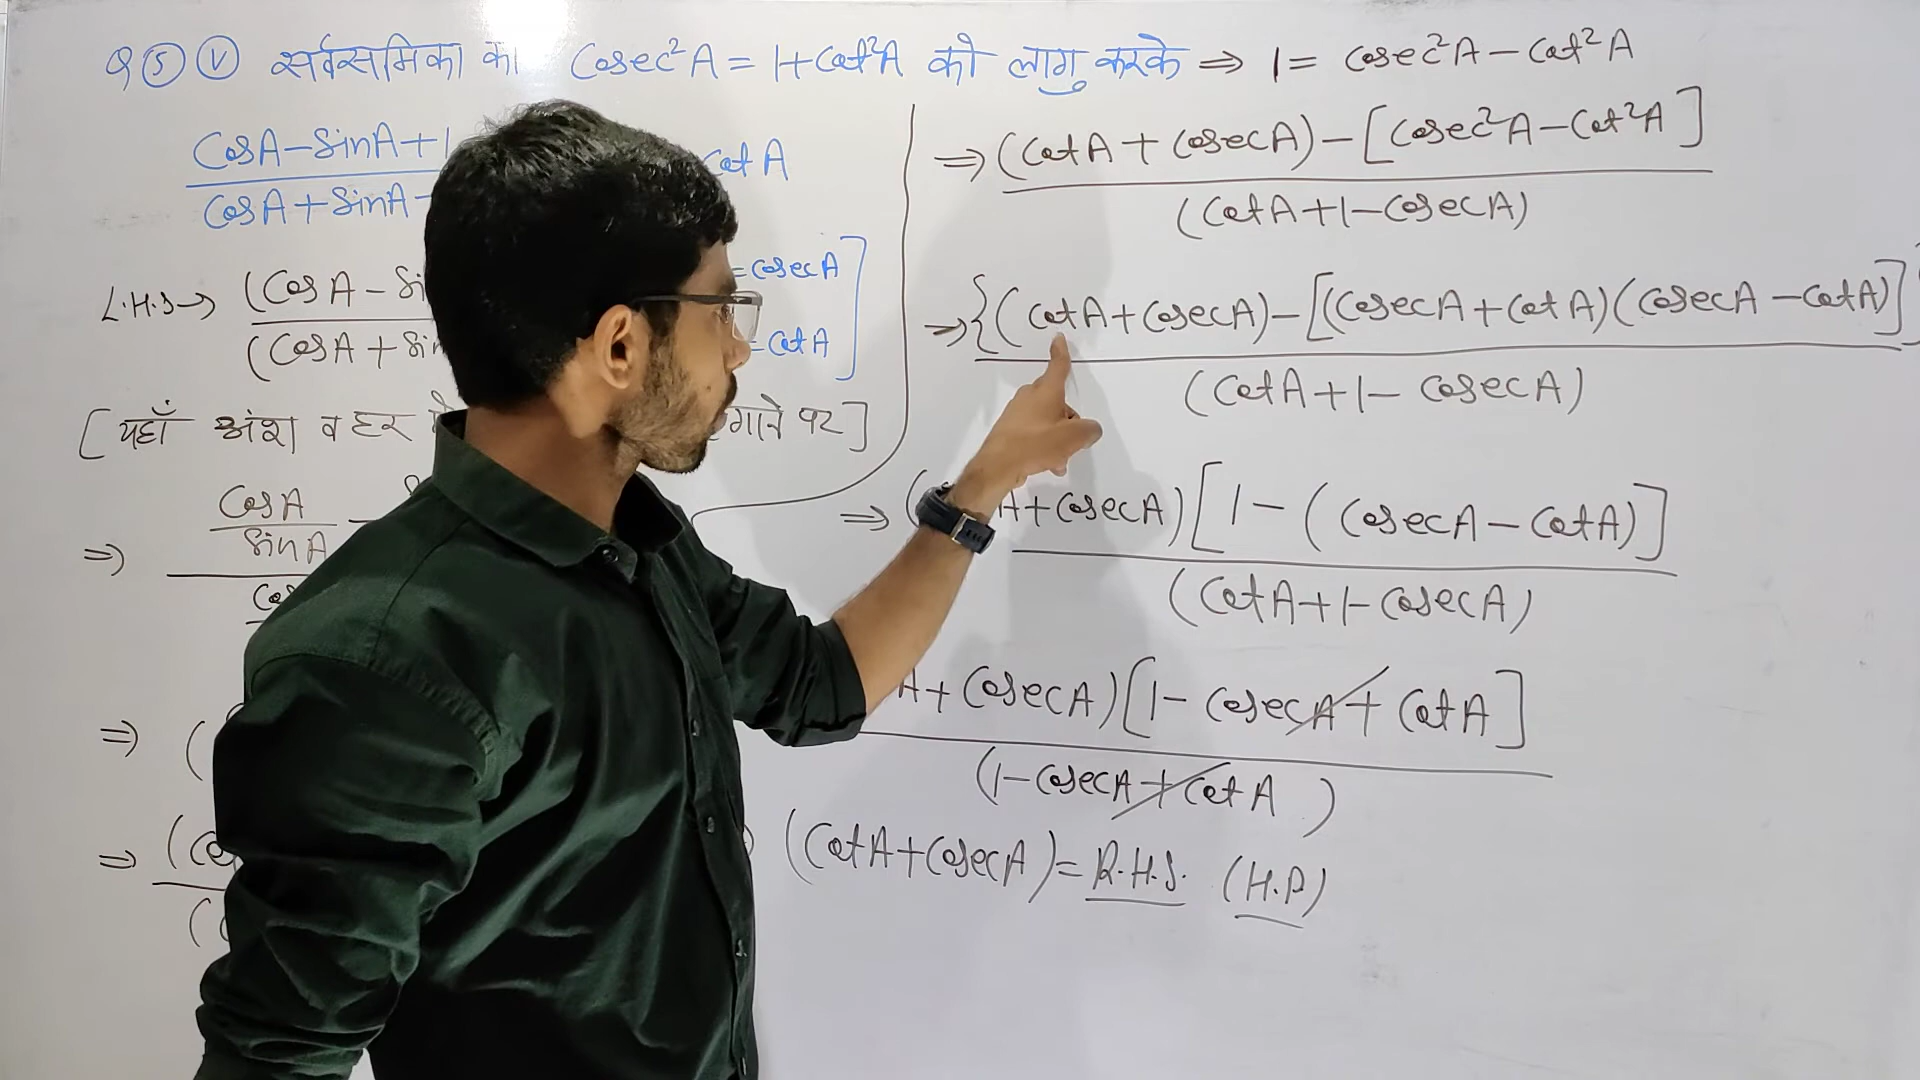 Q ⑤ Ⓥ सर्वसमिका का Cosec²A = 1+Cot²A को लागु करके ⇒ 1 = Cosec²A − Cot²A
CosA − SinA + 1
CosA + SinA −
Cot A
L.H.S → (CosA − Si
(CosA + Sin
= CosecA
= CotA
[ यहाँ अंश व हर
गाने पर ]
⇒ CosA
SinA
−
⇒ (
⇒ (Co
⇒ (CotA + CosecA) − [Cosec²A − Cot²A]
(CotA + 1 − CosecA)
⇒ {(CotA + CosecA) − [(CosecA + CotA)(CosecA − CotA)]
(CotA + 1 − CosecA)
⇒ ( A + CosecA)[1 − (CosecA − CotA)]
(CotA + 1 − CosecA)
A + CosecA)[1 − CosecA + CotA]
(1 − CosecA + CotA )
(CotA + CosecA) = R.H.S. (H.P)